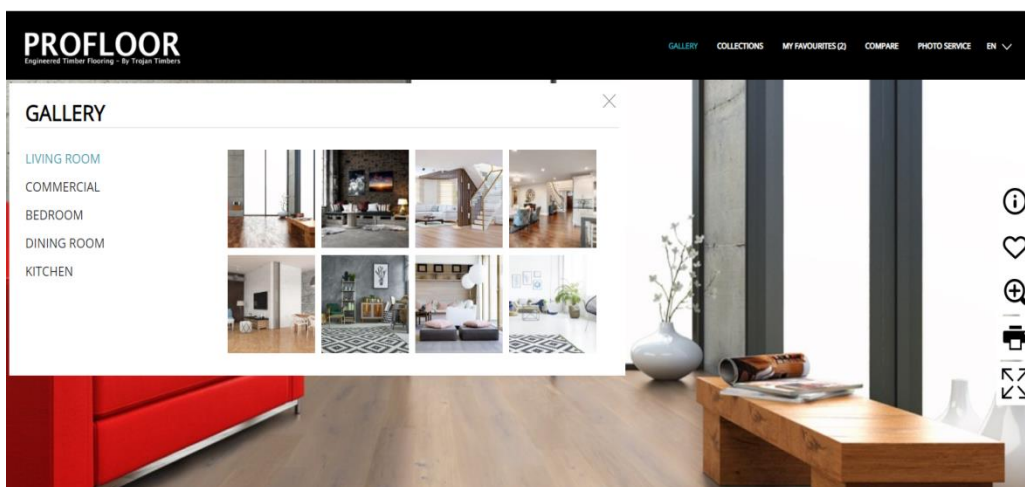 PROFLOOR
Engineered Timber Flooring - By Trojan Timbers
GALLERY COLLECTIONS MY FAVOURITES (2) COMPARE PHOTO SERVICE EN
GALLERY
LIVING ROOM
COMMERCIAL
BEDROOM
DINING ROOM
KITCHEN